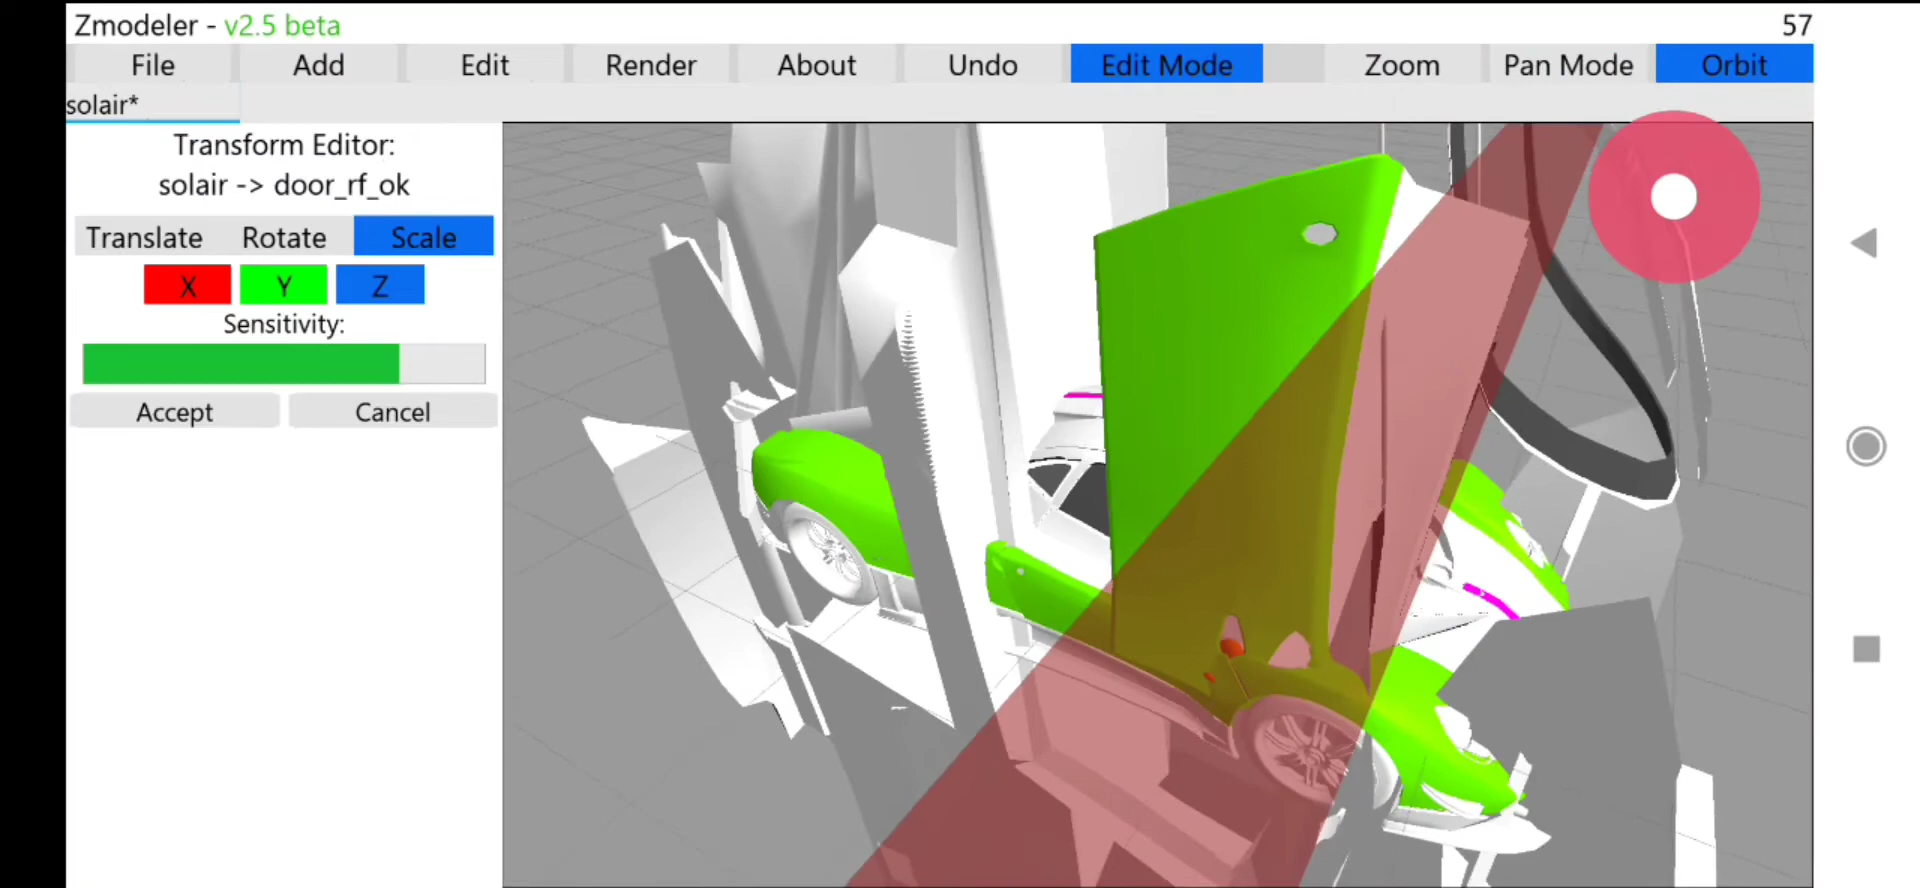 Zmodeler - v2.5 beta 57
File Add Edit Render About Undo Edit Mode Zoom Pan Mode Orbit
solair*
Transform Editor:
solair -> door_rf_ok
Translate Rotate Scale
X Y Z
Sensitivity:
Accept Cancel